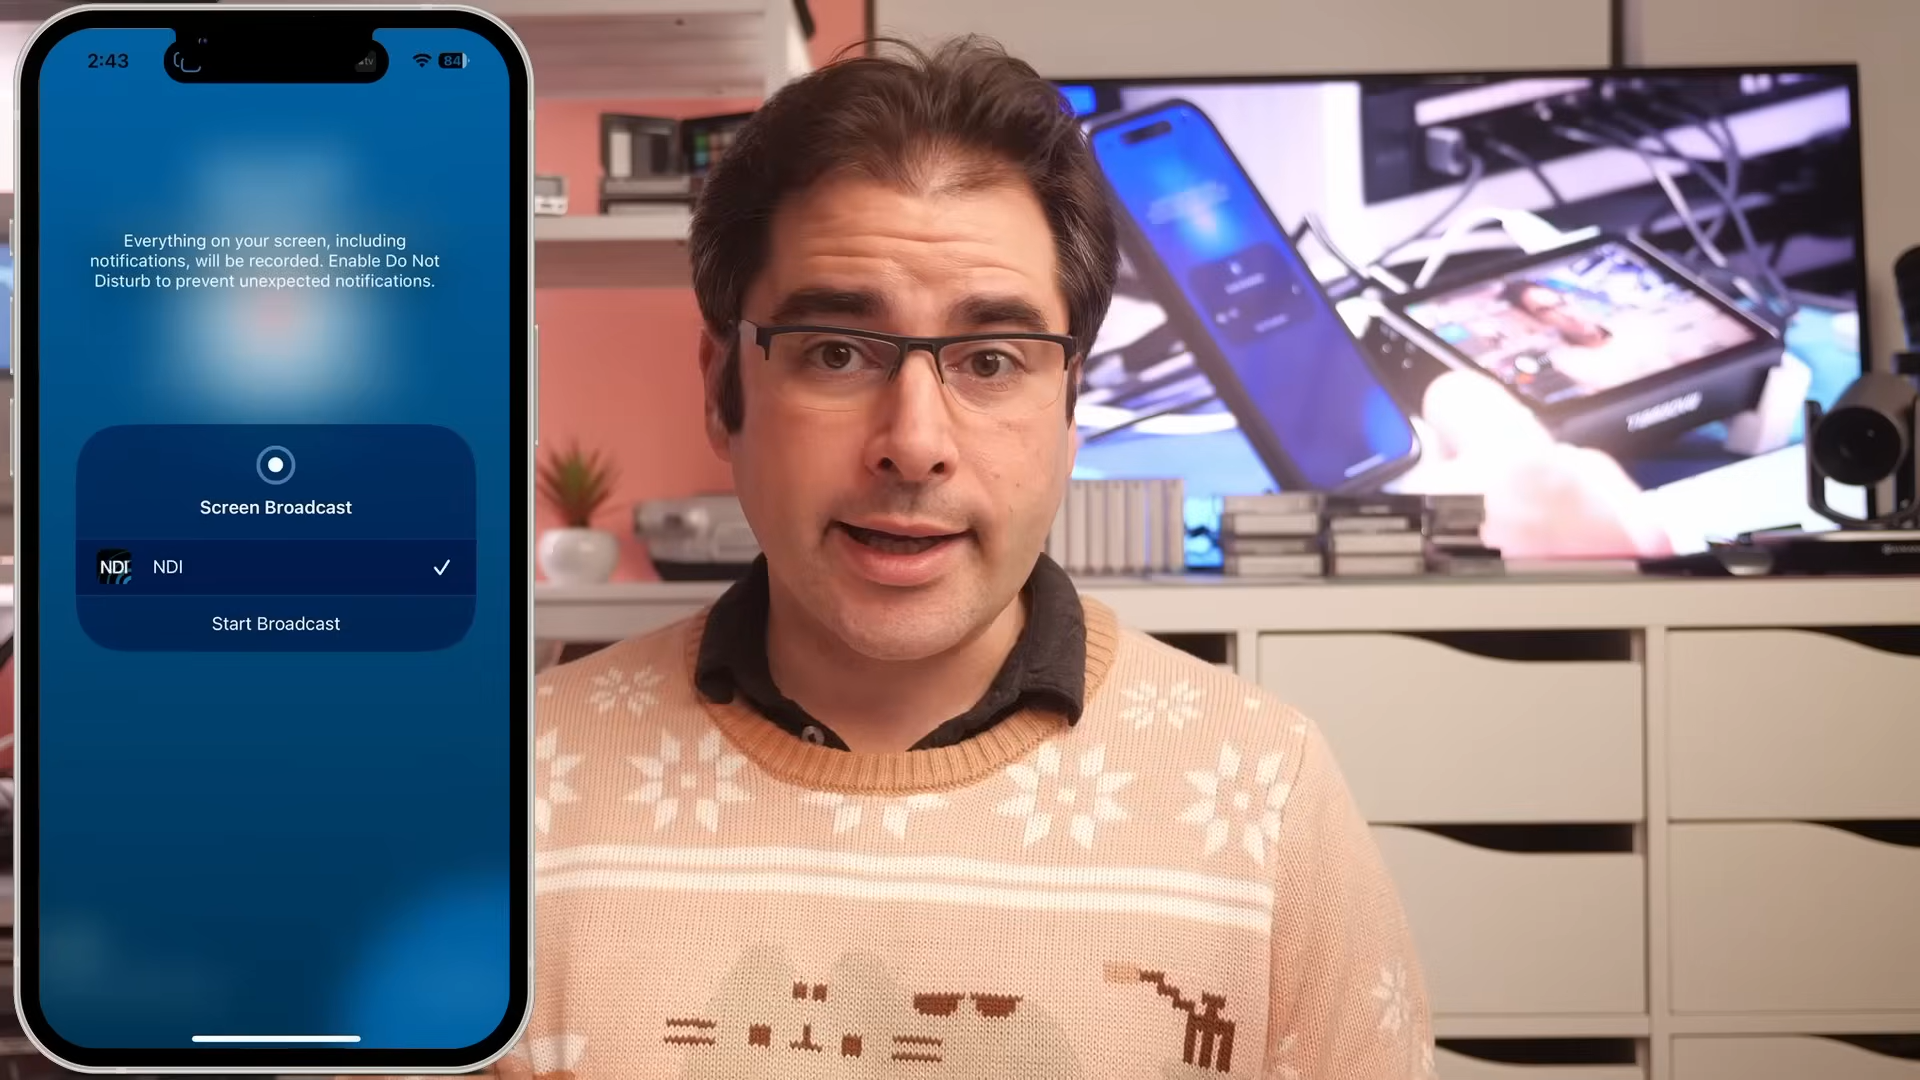 2:43
tv
84
Everything on your screen, including
notifications, will be recorded. Enable Do Not
Disturb to prevent unexpected notifications.
Screen Broadcast
NDI NDI
Start Broadcast